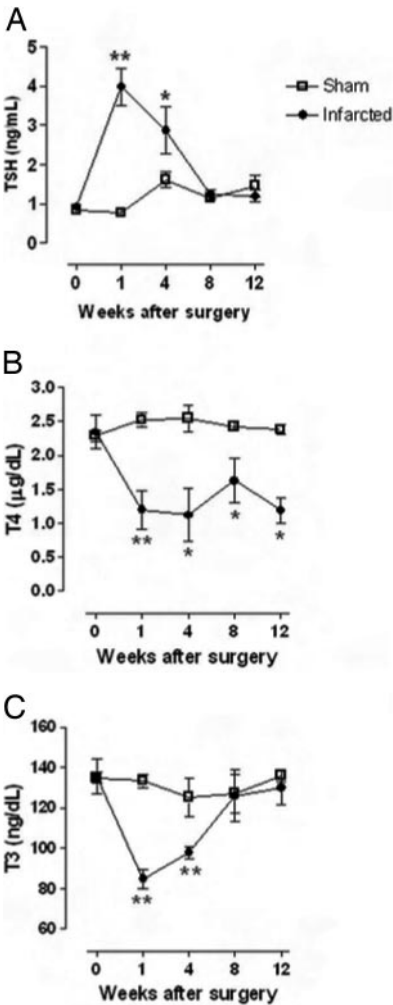 A
TSH (ng/mL)
5
4
3
2
1
0
**
*
Sham
Infarcted
0 1 4 8 12
Weeks after surgery
B
T4 (µg/dL)
3.0
2.5
2.0
1.5
1.0
0.5
0.0
** * * *
0 1 4 8 12
Weeks after surgery
C
T3 (ng/dL)
160
140
120
100
80
60
**
**
0 1 4 8 12
Weeks after surgery